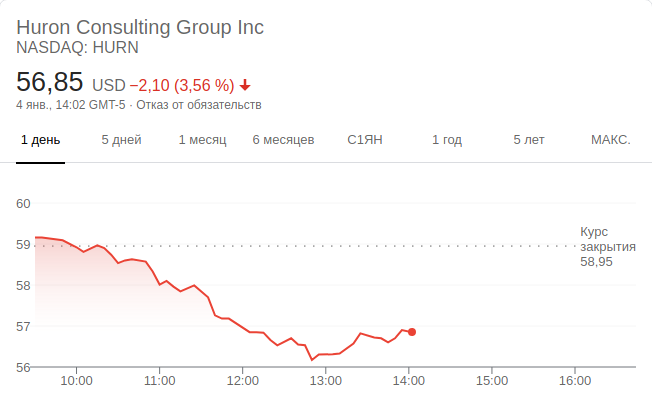 Huron Consulting Group Inc
NASDAQ: HURN
56,85 USD −2,10 (3,56 %)
4 янв., 14:02 GMT-5 · Отказ от обязательств
1 день 5 дней 1 месяц 6 месяцев С1ЯН 1 год 5 лет МАКС.
60
59
58
57
56
Курс
закрытия
58,95
10:00 11:00 12:00 13:00 14:00 15:00 16:00